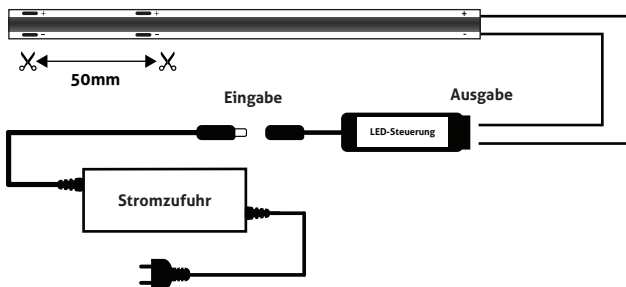 + + +
- - -
50mm
Eingabe
Ausgabe
LED-Steuerung
Stromzufuhr